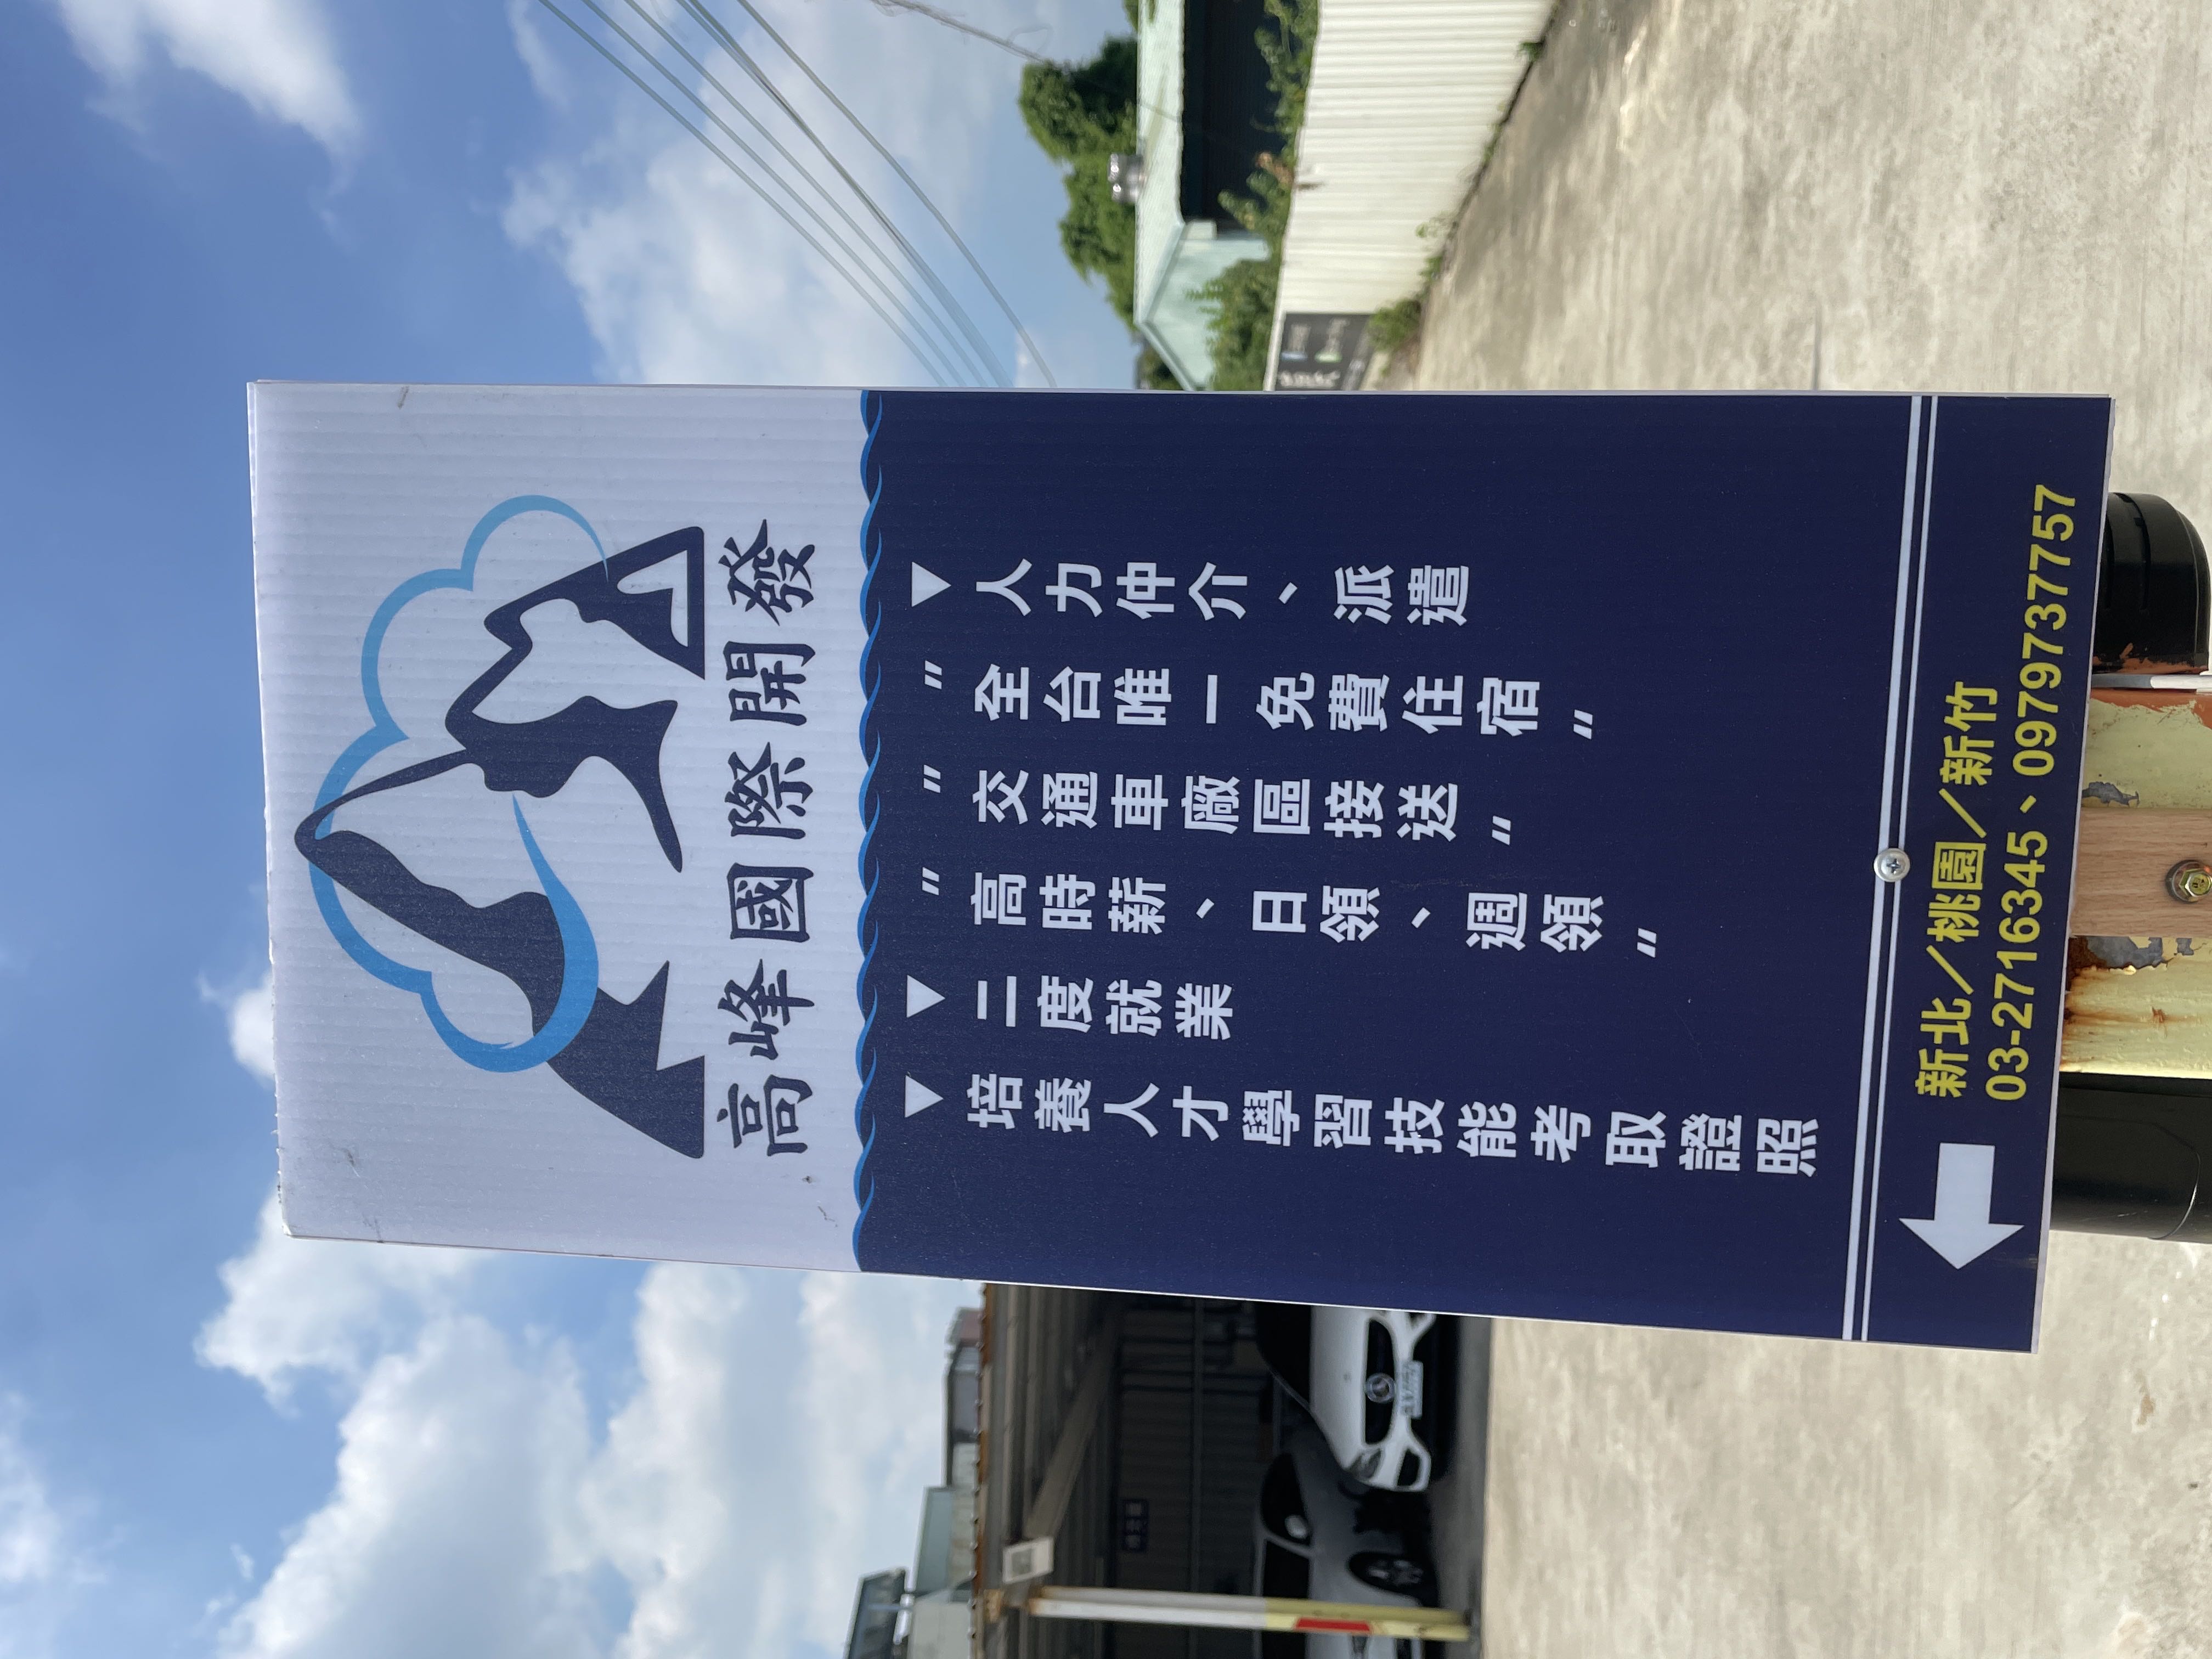 高峰國際開發
▼人力仲介、派遣
〝全台唯一免費住宿〞
〝交通車廠區接送〞
〝高時薪、日領、週領〞
▼二度就業
▼培養人才學習技能考取證照
新北／桃園／新竹
03-2716345、0979737757